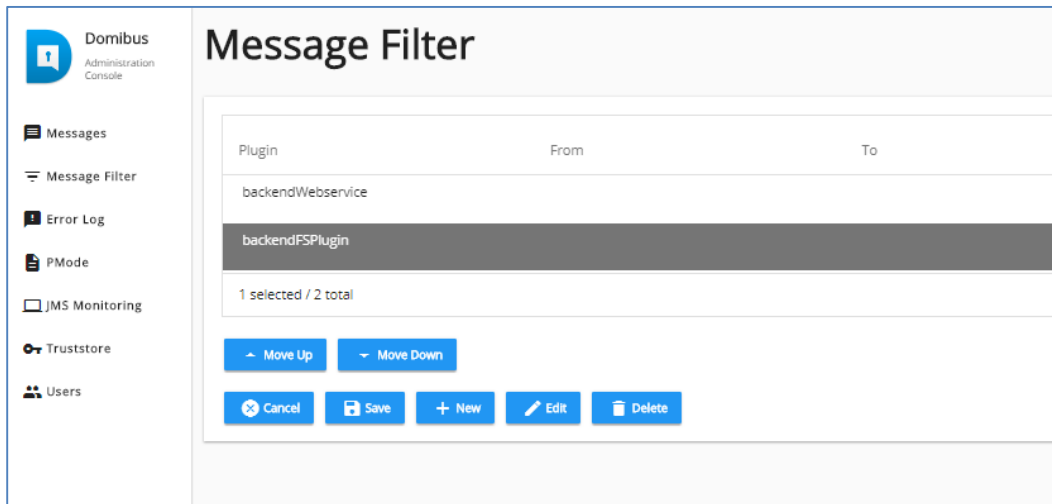 Domibus
Administration
Console
Messages
Message Filter
Error Log
PMode
JMS Monitoring
Truststore
Users
Message Filter
Plugin From To
backendWebservice
backendFSPlugin
1 selected / 2 total
Move Up Move Down
Cancel Save New Edit Delete